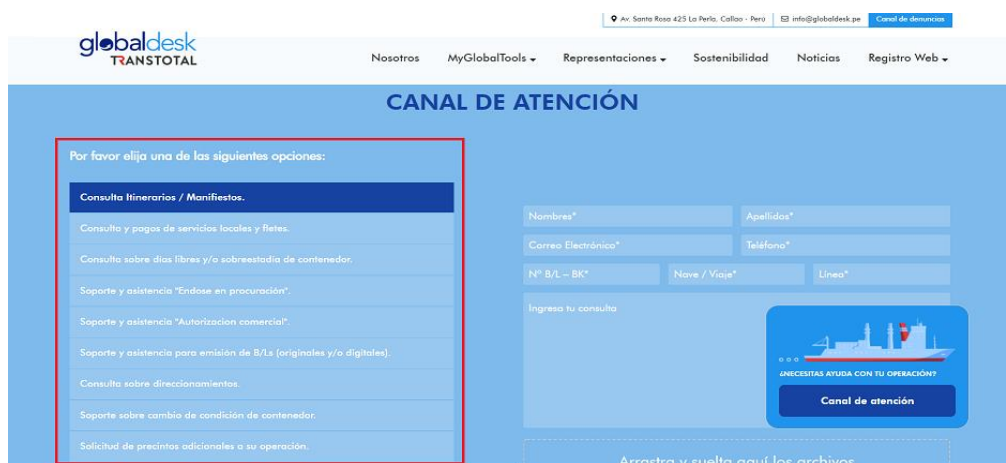 Av. Santa Rosa 425 La Perla, Callao - Perú
info@globaldesk.pe
Canal de denuncias
globaldesk
TRANSTOTAL
Nosotros
MyGlobalTools
Representaciones
Sostenibilidad
Noticias
Registro Web
CANAL DE ATENCIÓN
Por favor elija una de las siguientes opciones:
Consulta Itinerarios / Manifiestos.
Consulta y pagos de servicios locales y fletes.
Consulta sobre días libres y/o sobreestadía de contenedor.
Soporte y asistencia "Endose en procuración".
Soporte y asistencia "Autorizacion comercial".
Soporte y asistencia para emisión de B/Ls (originales y/o digitales).
Consulta sobre direccionamientos.
Soporte sobre cambio de condición de contenedor.
Solicitud de precintos adicionales a su operación.
Nombres*
Apellidos*
Correo Electrónico*
Teléfono*
N° B/L – BK*
Nave / Viaje*
Línea*
Ingresa tu consulta
¿NECESITAS AYUDA CON TU OPERACIÓN?
Canal de atención
Arrastra y suelta aquí los archivos